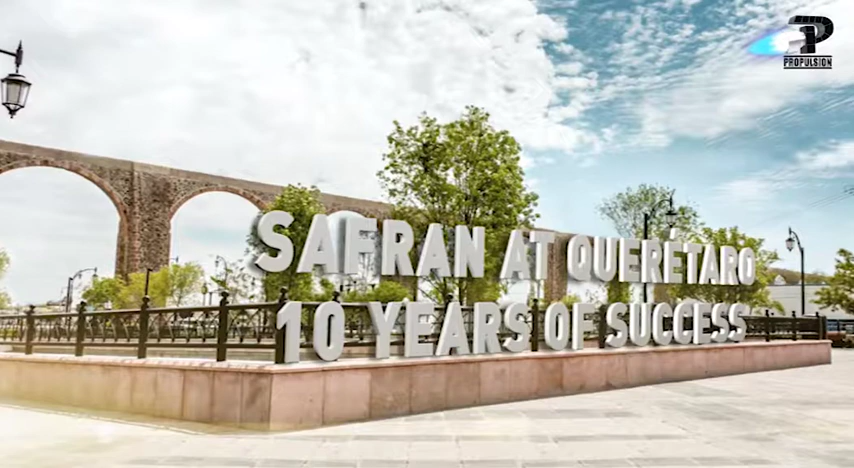 PROPULSION
SAFRAN AT QUERÉTARO
10 YEARS OF SUCCESS